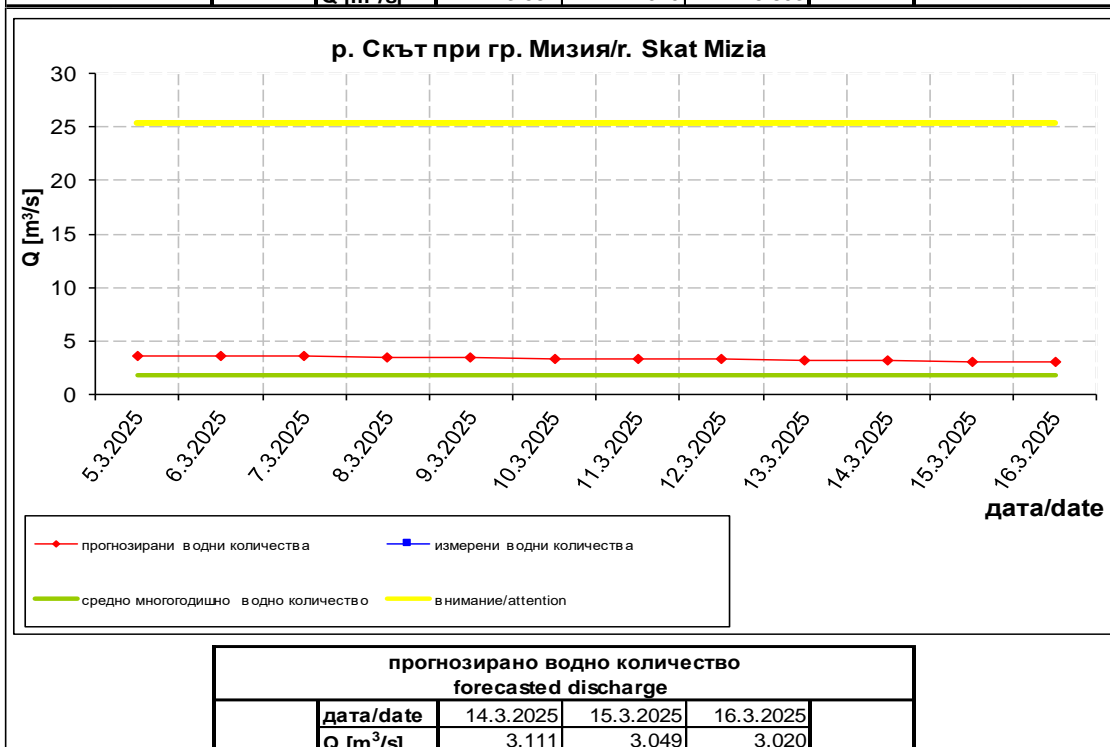 Q [m³/s]
р. Скът при гр. Мизия/r. Skat Mizia
30
25
20
15
10
5
0
Q [m³/s]
5.3.2025 6.3.2025 7.3.2025 8.3.2025 9.3.2025 10.3.2025 11.3.2025 12.3.2025 13.3.2025 14.3.2025 15.3.2025 16.3.2025
дата/date
прогнозирани водни количества измерени водни количества
средно многогодишно водно количество внимание/attention
прогнозирано водно количество
forecasted discharge
дата/date 14.3.2025 15.3.2025 16.3.2025
Q [m³/s] 3.111 3.049 3.020